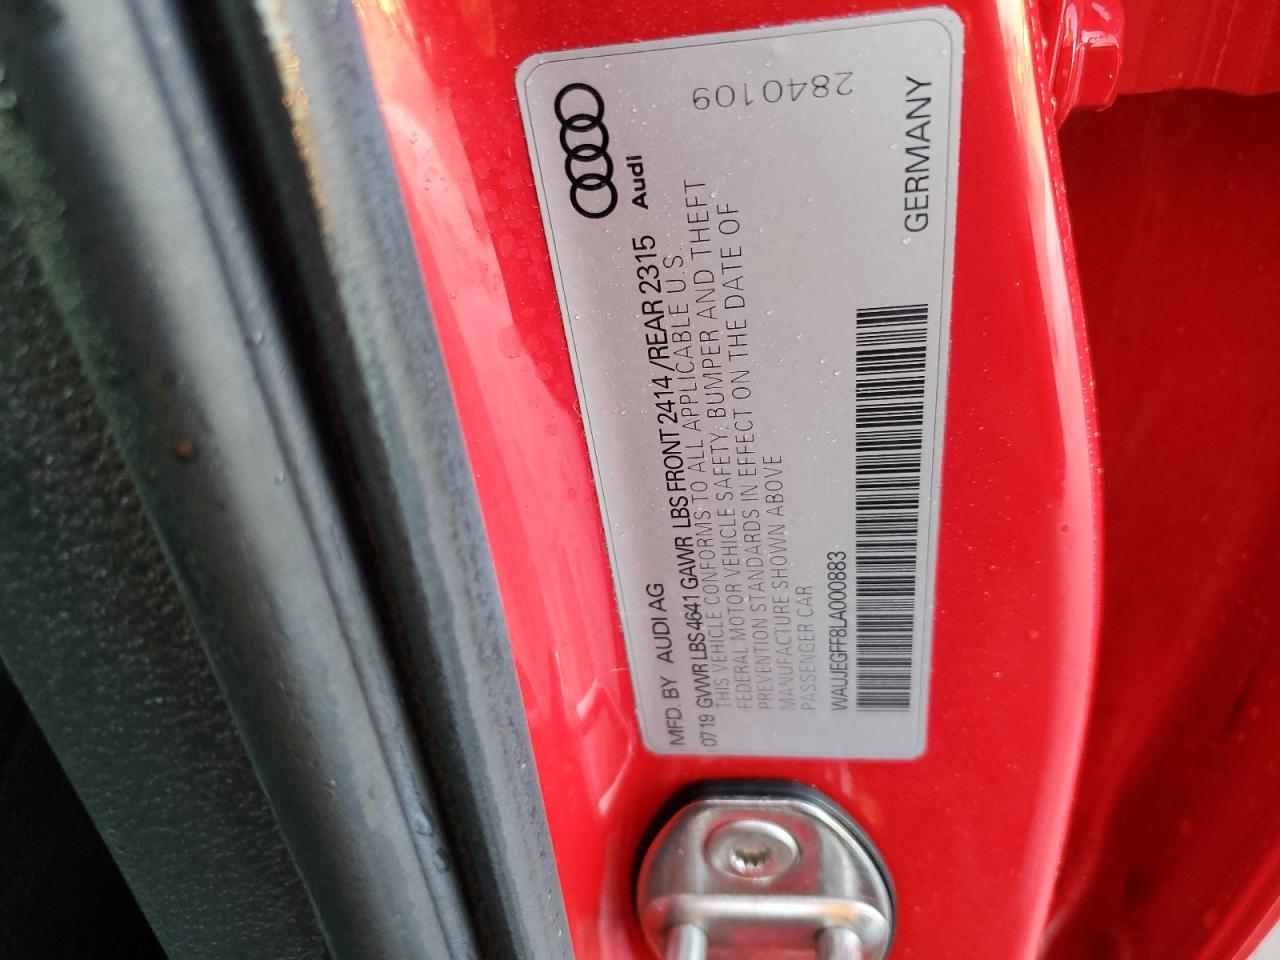 Audi
MFD. BY AUDI AG
0719 GVWR LBS 4641 GAWR LBS FRONT 2414 /REAR 2315
THIS VEHICLE CONFORMS TO ALL APPLICABLE U.S.
FEDERAL MOTOR VEHICLE SAFETY, BUMPER AND THEFT
PREVENTION STANDARDS IN EFFECT ON THE DATE OF
MANUFACTURE SHOWN ABOVE
PASSENGER CAR
WAUJEGFF8LA000883
GERMANY
2840109